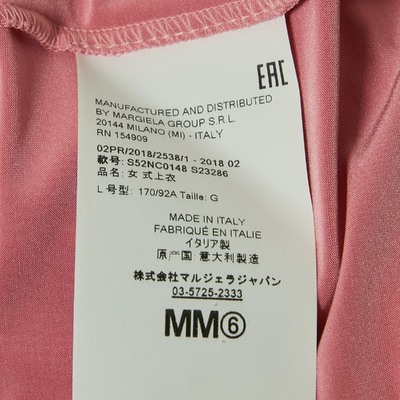 EAC
MANUFACTURED AND DISTRIBUTED
BY MARGIELA GROUP S.R.L.
20144 MILANO (MI) - ITALY
RN 154909
02PR/2018/2538/1 - 2018 02
款号: S52NC0148 S23286
品名: 女 式上衣
L 号型: 170/92A Taille: G
MADE IN ITALY
FABRIQUÉ EN ITALIE
イタリア製
原产国 意大利製造
株式会社マルジェラジャパン
03-5725-2333
MM⑥